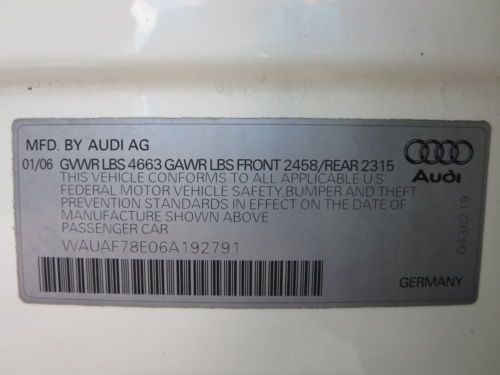 MFD. BY AUDI AG
01/06 GVWR LBS 4663 GAWR LBS FRONT 2458/REAR 2315
THIS VEHICLE CONFORMS TO ALL APPLICABLE U S
FEDERAL MOTOR VEHICLE SAFETY, BUMPER AND THEFT
PREVENTION STANDARDS IN EFFECT ON THE DATE OF
MANUFACTURE SHOWN ABOVE
PASSENGER CAR
WAUAF78E06A192791
Audi
0436219
GERMANY